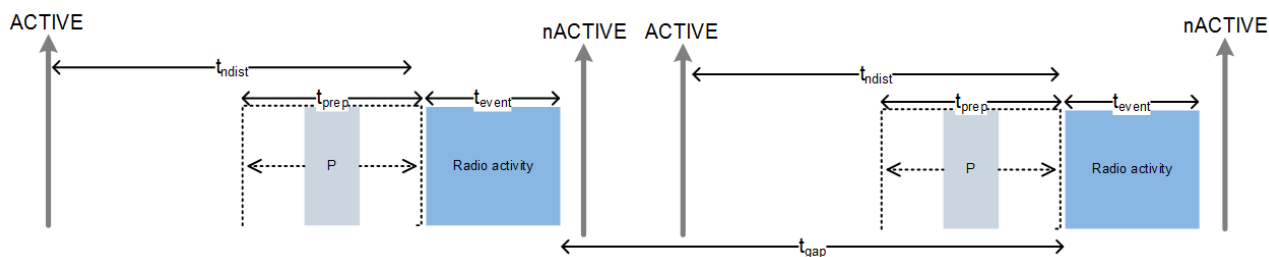 ACTIVE
nACTIVE
ACTIVE
nACTIVE
tndist
tndist
tprep
tevent
tprep
tevent
P
Radio activity
P
Radio activity
tgap